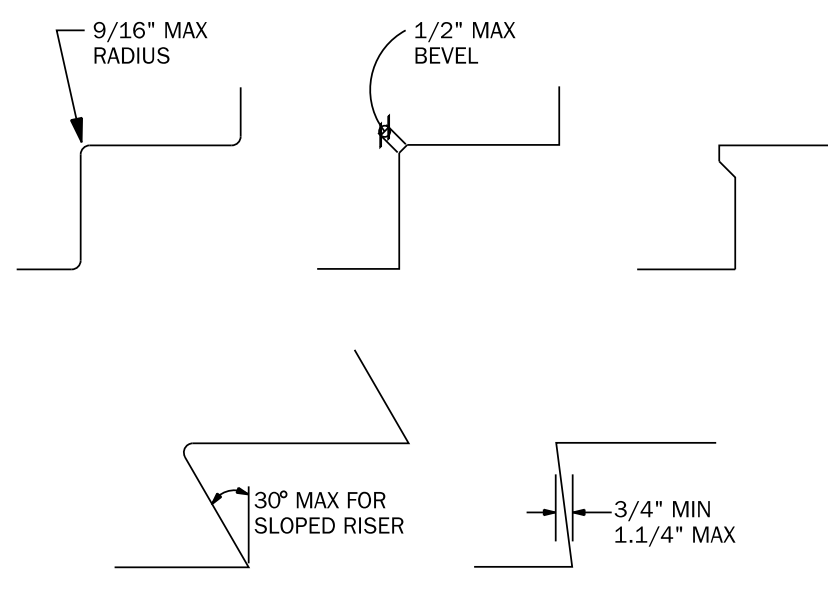 9/16" MAX
RADIUS
1/2" MAX
BEVEL
30° MAX FOR
SLOPED RISER
3/4" MIN
1.1/4" MAX